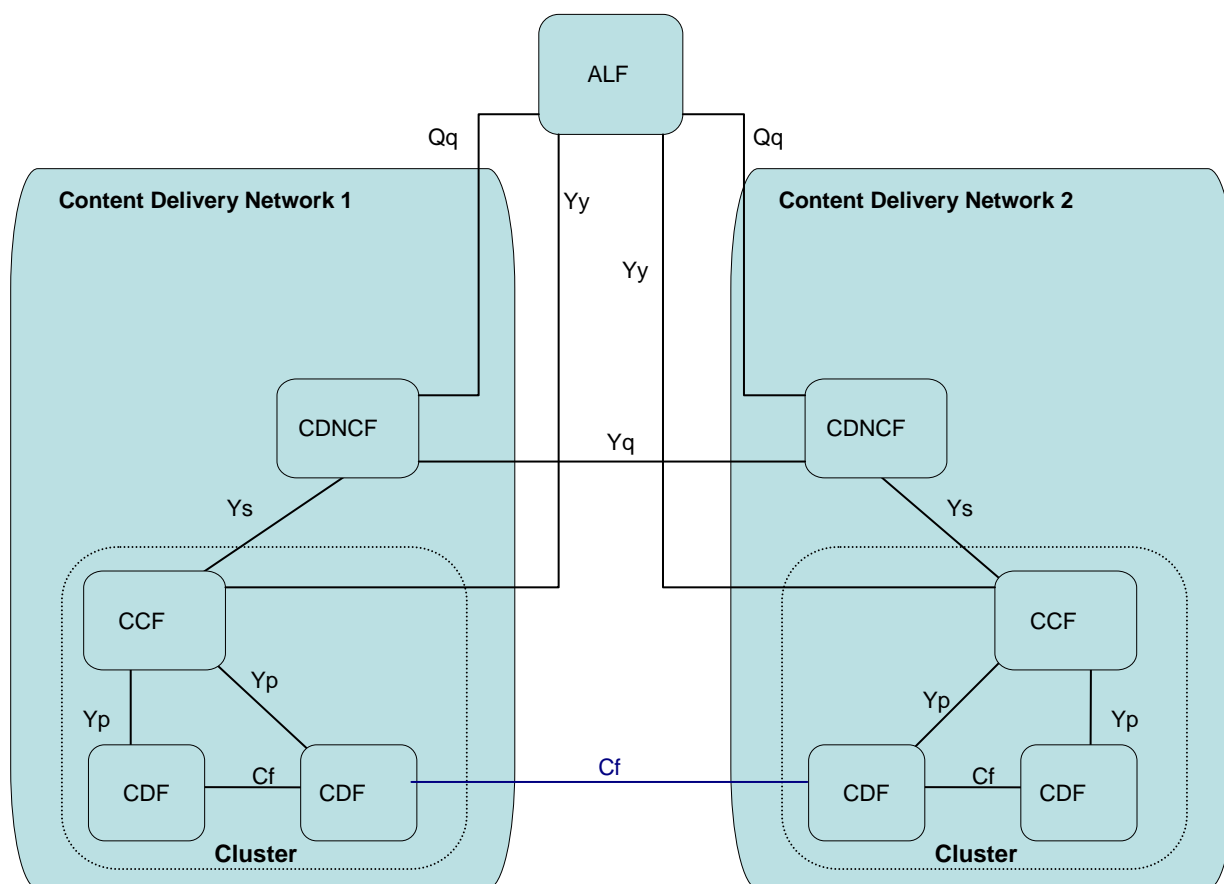 ALF
Qq
Qq
Content Delivery Network 1
Yy
Content Delivery Network 2
Yy
CDNCF
CDNCF
Yq
Ys
Ys
CCF
CCF
Yp
Yp
Yp
Yp
Cf
CDF
Cf
CDF
CDF
Cf
CDF
Cluster
Cluster